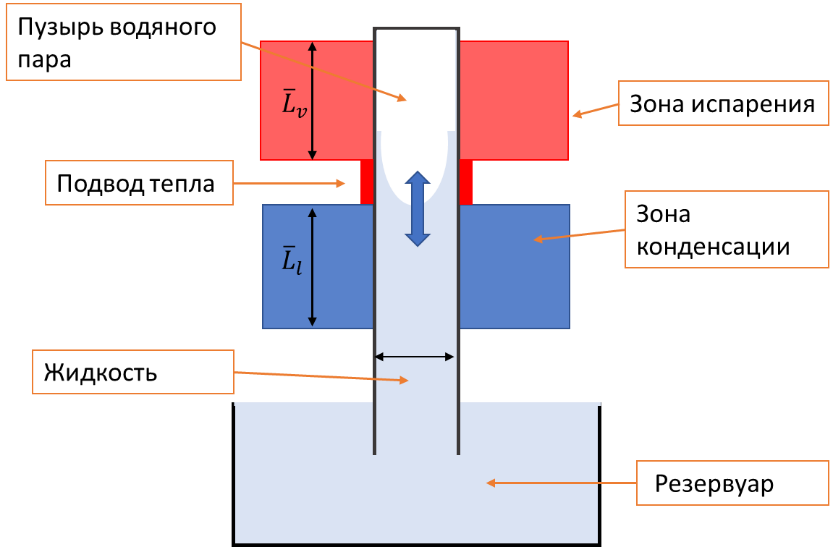 Пузырь водяного
пара
L̄ᵥ
Зона испарения
Подвод тепла
Зона
конденсации
L̄ₗ
Жидкость
Резервуар